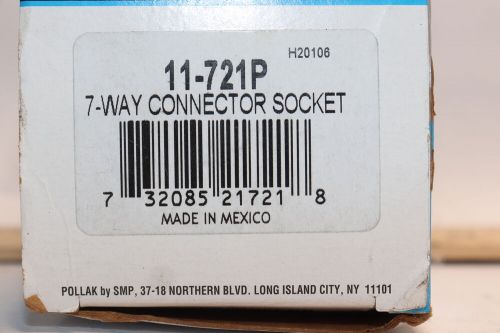 H20106
11-721P
7-WAY CONNECTOR SOCKET
7 32085 21721 8
MADE IN MEXICO
POLLAK by SMP, 37-18 NORTHERN BLVD. LONG ISLAND CITY, NY 11101